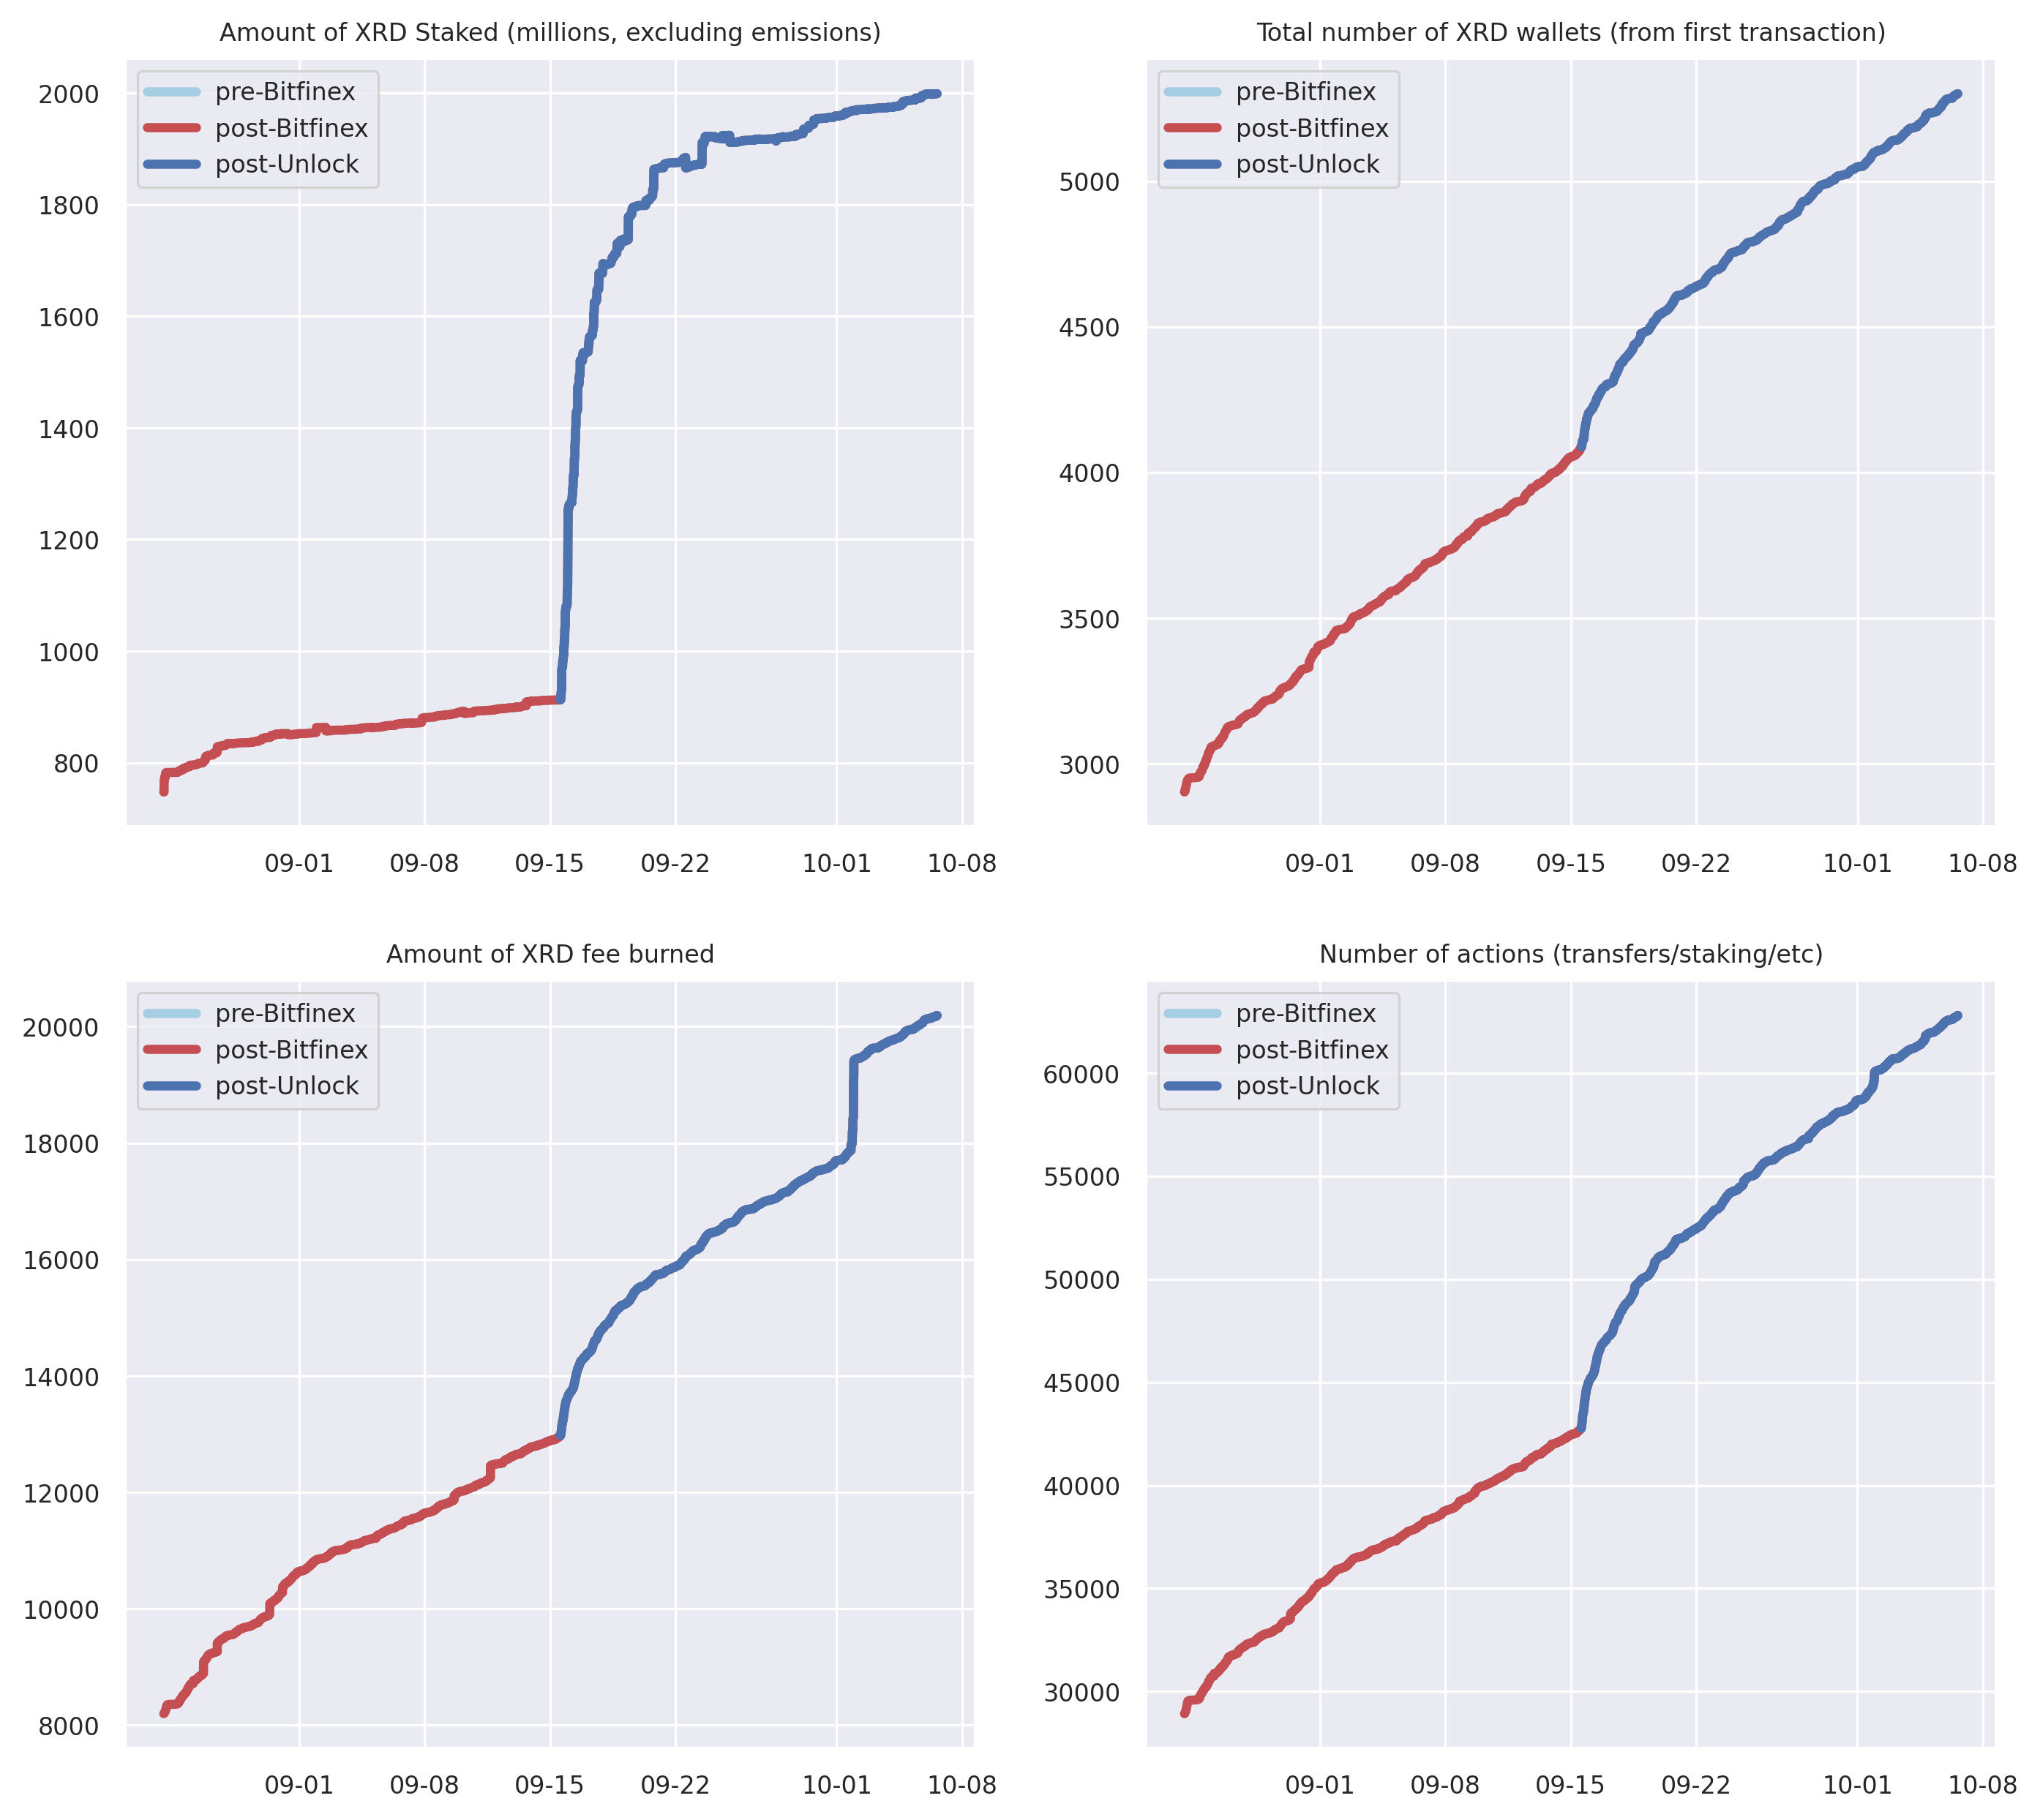 Amount of XRD Staked (millions, excluding emissions)
pre-Bitfinex
post-Bitfinex
post-Unlock
2000
1800
1600
1400
1200
1000
800
09-01 09-08 09-15 09-22 10-01 10-08
Total number of XRD wallets (from first transaction)
pre-Bitfinex
post-Bitfinex
post-Unlock
5000
4500
4000
3500
3000
09-01 09-08 09-15 09-22 10-01 10-08
Amount of XRD fee burned
pre-Bitfinex
post-Bitfinex
post-Unlock
20000
18000
16000
14000
12000
10000
8000
09-01 09-08 09-15 09-22 10-01 10-08
Number of actions (transfers/staking/etc)
pre-Bitfinex
post-Bitfinex
post-Unlock
60000
55000
50000
45000
40000
35000
30000
09-01 09-08 09-15 09-22 10-01 10-08